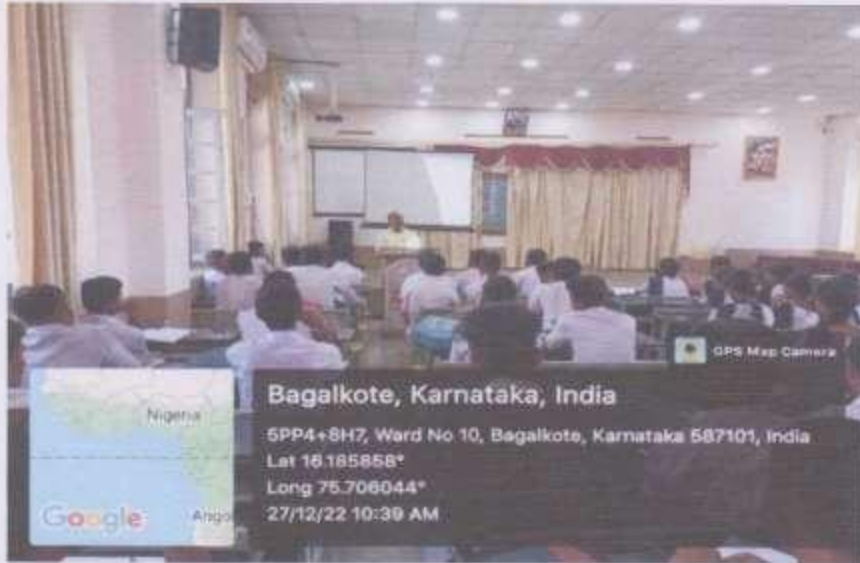 GPS Map Camera
Nigeria
Google
Bagalkote, Karnataka, India
5PP4+8H7, Ward No 10, Bagalkote, Karnataka 587101, India
Lat 16.185858°
Long 75.706044°
27/12/22 10:39 AM